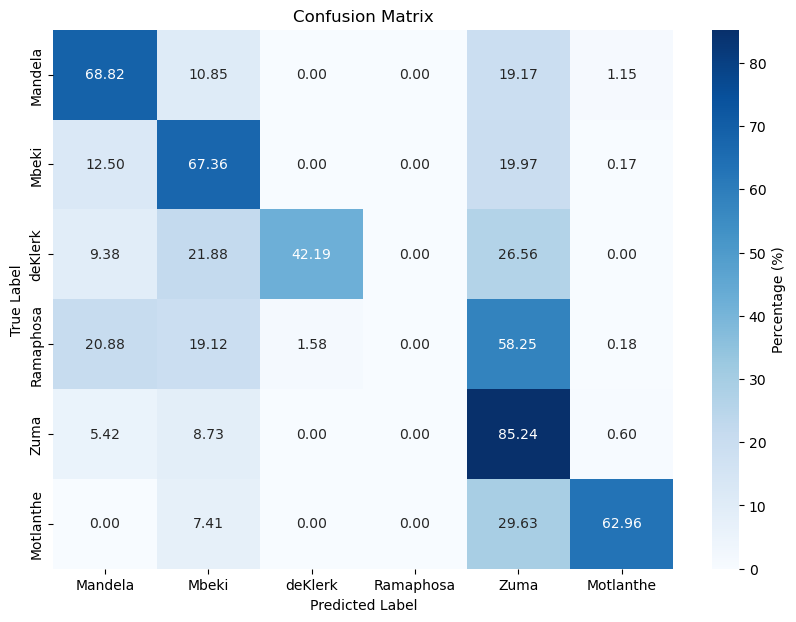 Confusion Matrix
True Label
Mandela 68.82 10.85 0.00 0.00 19.17 1.15
Mbeki 12.50 67.36 0.00 0.00 19.97 0.17
deKlerk 9.38 21.88 42.19 0.00 26.56 0.00
Ramaphosa 20.88 19.12 1.58 0.00 58.25 0.18
Zuma 5.42 8.73 0.00 0.00 85.24 0.60
Motlanthe 0.00 7.41 0.00 0.00 29.63 62.96
Mandela Mbeki deKlerk Ramaphosa Zuma Motlanthe
Predicted Label
80
70
60
50
40
30
20
10
0
Percentage (%)